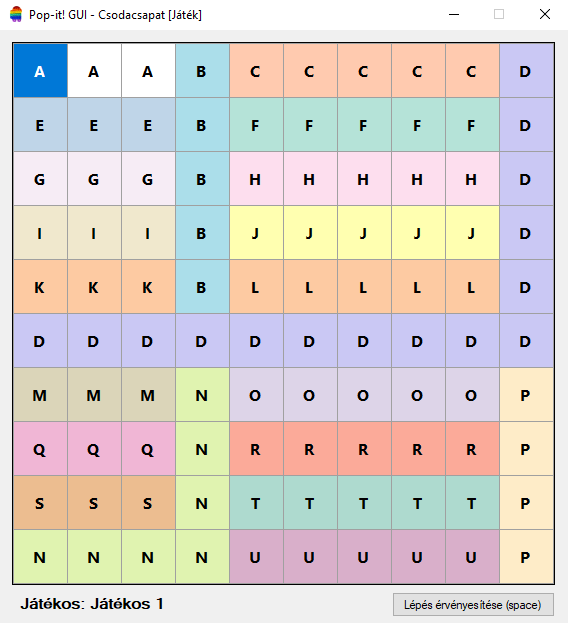 Pop-it! GUI - Csodacsapat [Játék]
A A A B C C C C C D
E E E B F F F F F D
G G G B H H H H H D
I I I B J J J J J D
K K K B L L L L L D
D D D D D D D D D D
M M M N O O O O O P
Q Q Q N R R R R R P
S S S N T T T T T P
N N N N U U U U U P
Játékos: Játékos 1 Lépés érvényesítése (space)